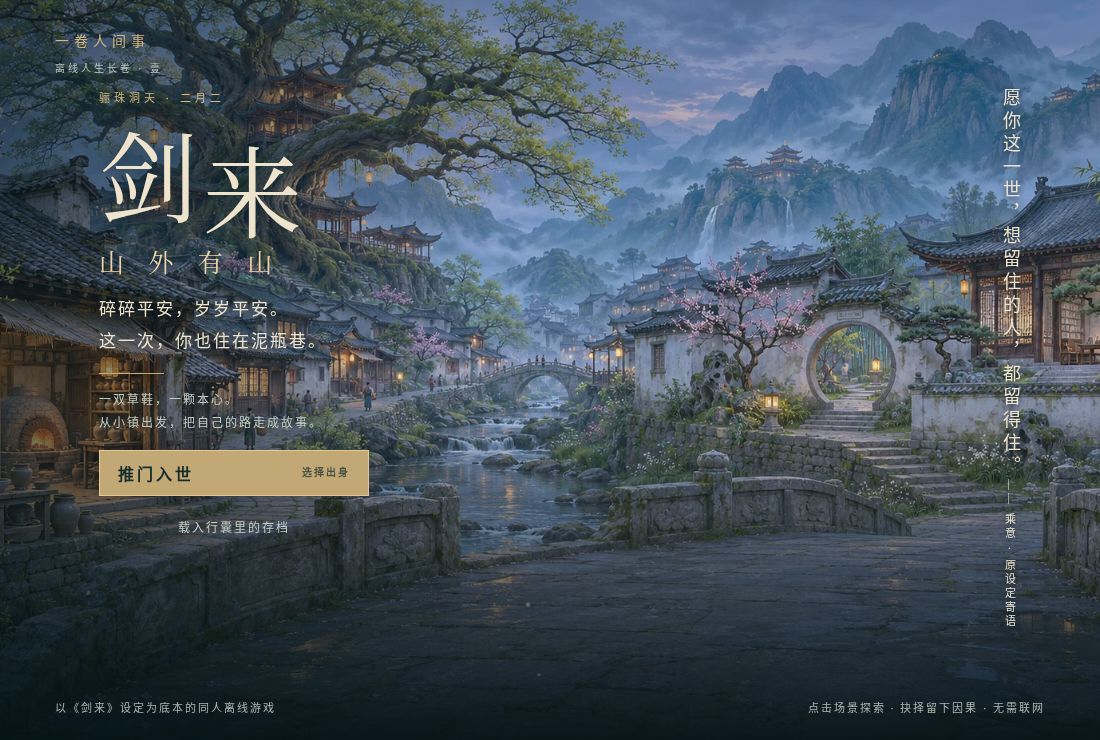 一卷人间事
离线人生长卷 · 壹
骊珠洞天 · 二月二
剑来
山外有山
碎碎平安，岁岁平安。
这一次，你也住在泥瓶巷。
一双草鞋，一颗本心。
从小镇出发，把自己的路走成故事。
推门入世 选择出身
载入行囊里的存档
愿你这一世，想留住的人，都留得住。
—— 乘意 · 原设定寄语
以《剑来》设定为底本的同人离线游戏
点击场景探索 · 抉择留下因果 · 无需联网